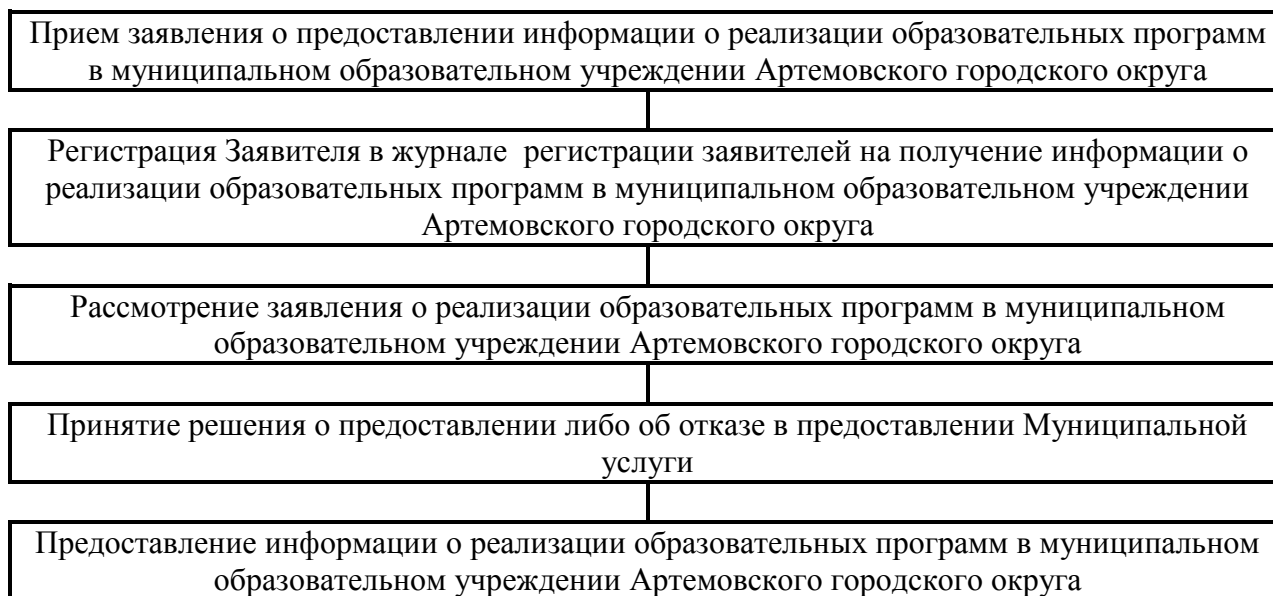 Прием заявления о предоставлении информации о реализации образовательных программ
в муниципальном образовательном учреждении Артемовского городского округа
Регистрация Заявителя в журнале регистрации заявителей на получение информации о
реализации образовательных программ в муниципальном образовательном учреждении
Артемовского городского округа
Рассмотрение заявления о реализации образовательных программ в муниципальном
образовательном учреждении Артемовского городского округа
Принятие решения о предоставлении либо об отказе в предоставлении Муниципальной
услуги
Предоставление информации о реализации образовательных программ в муниципальном
образовательном учреждении Артемовского городского округа